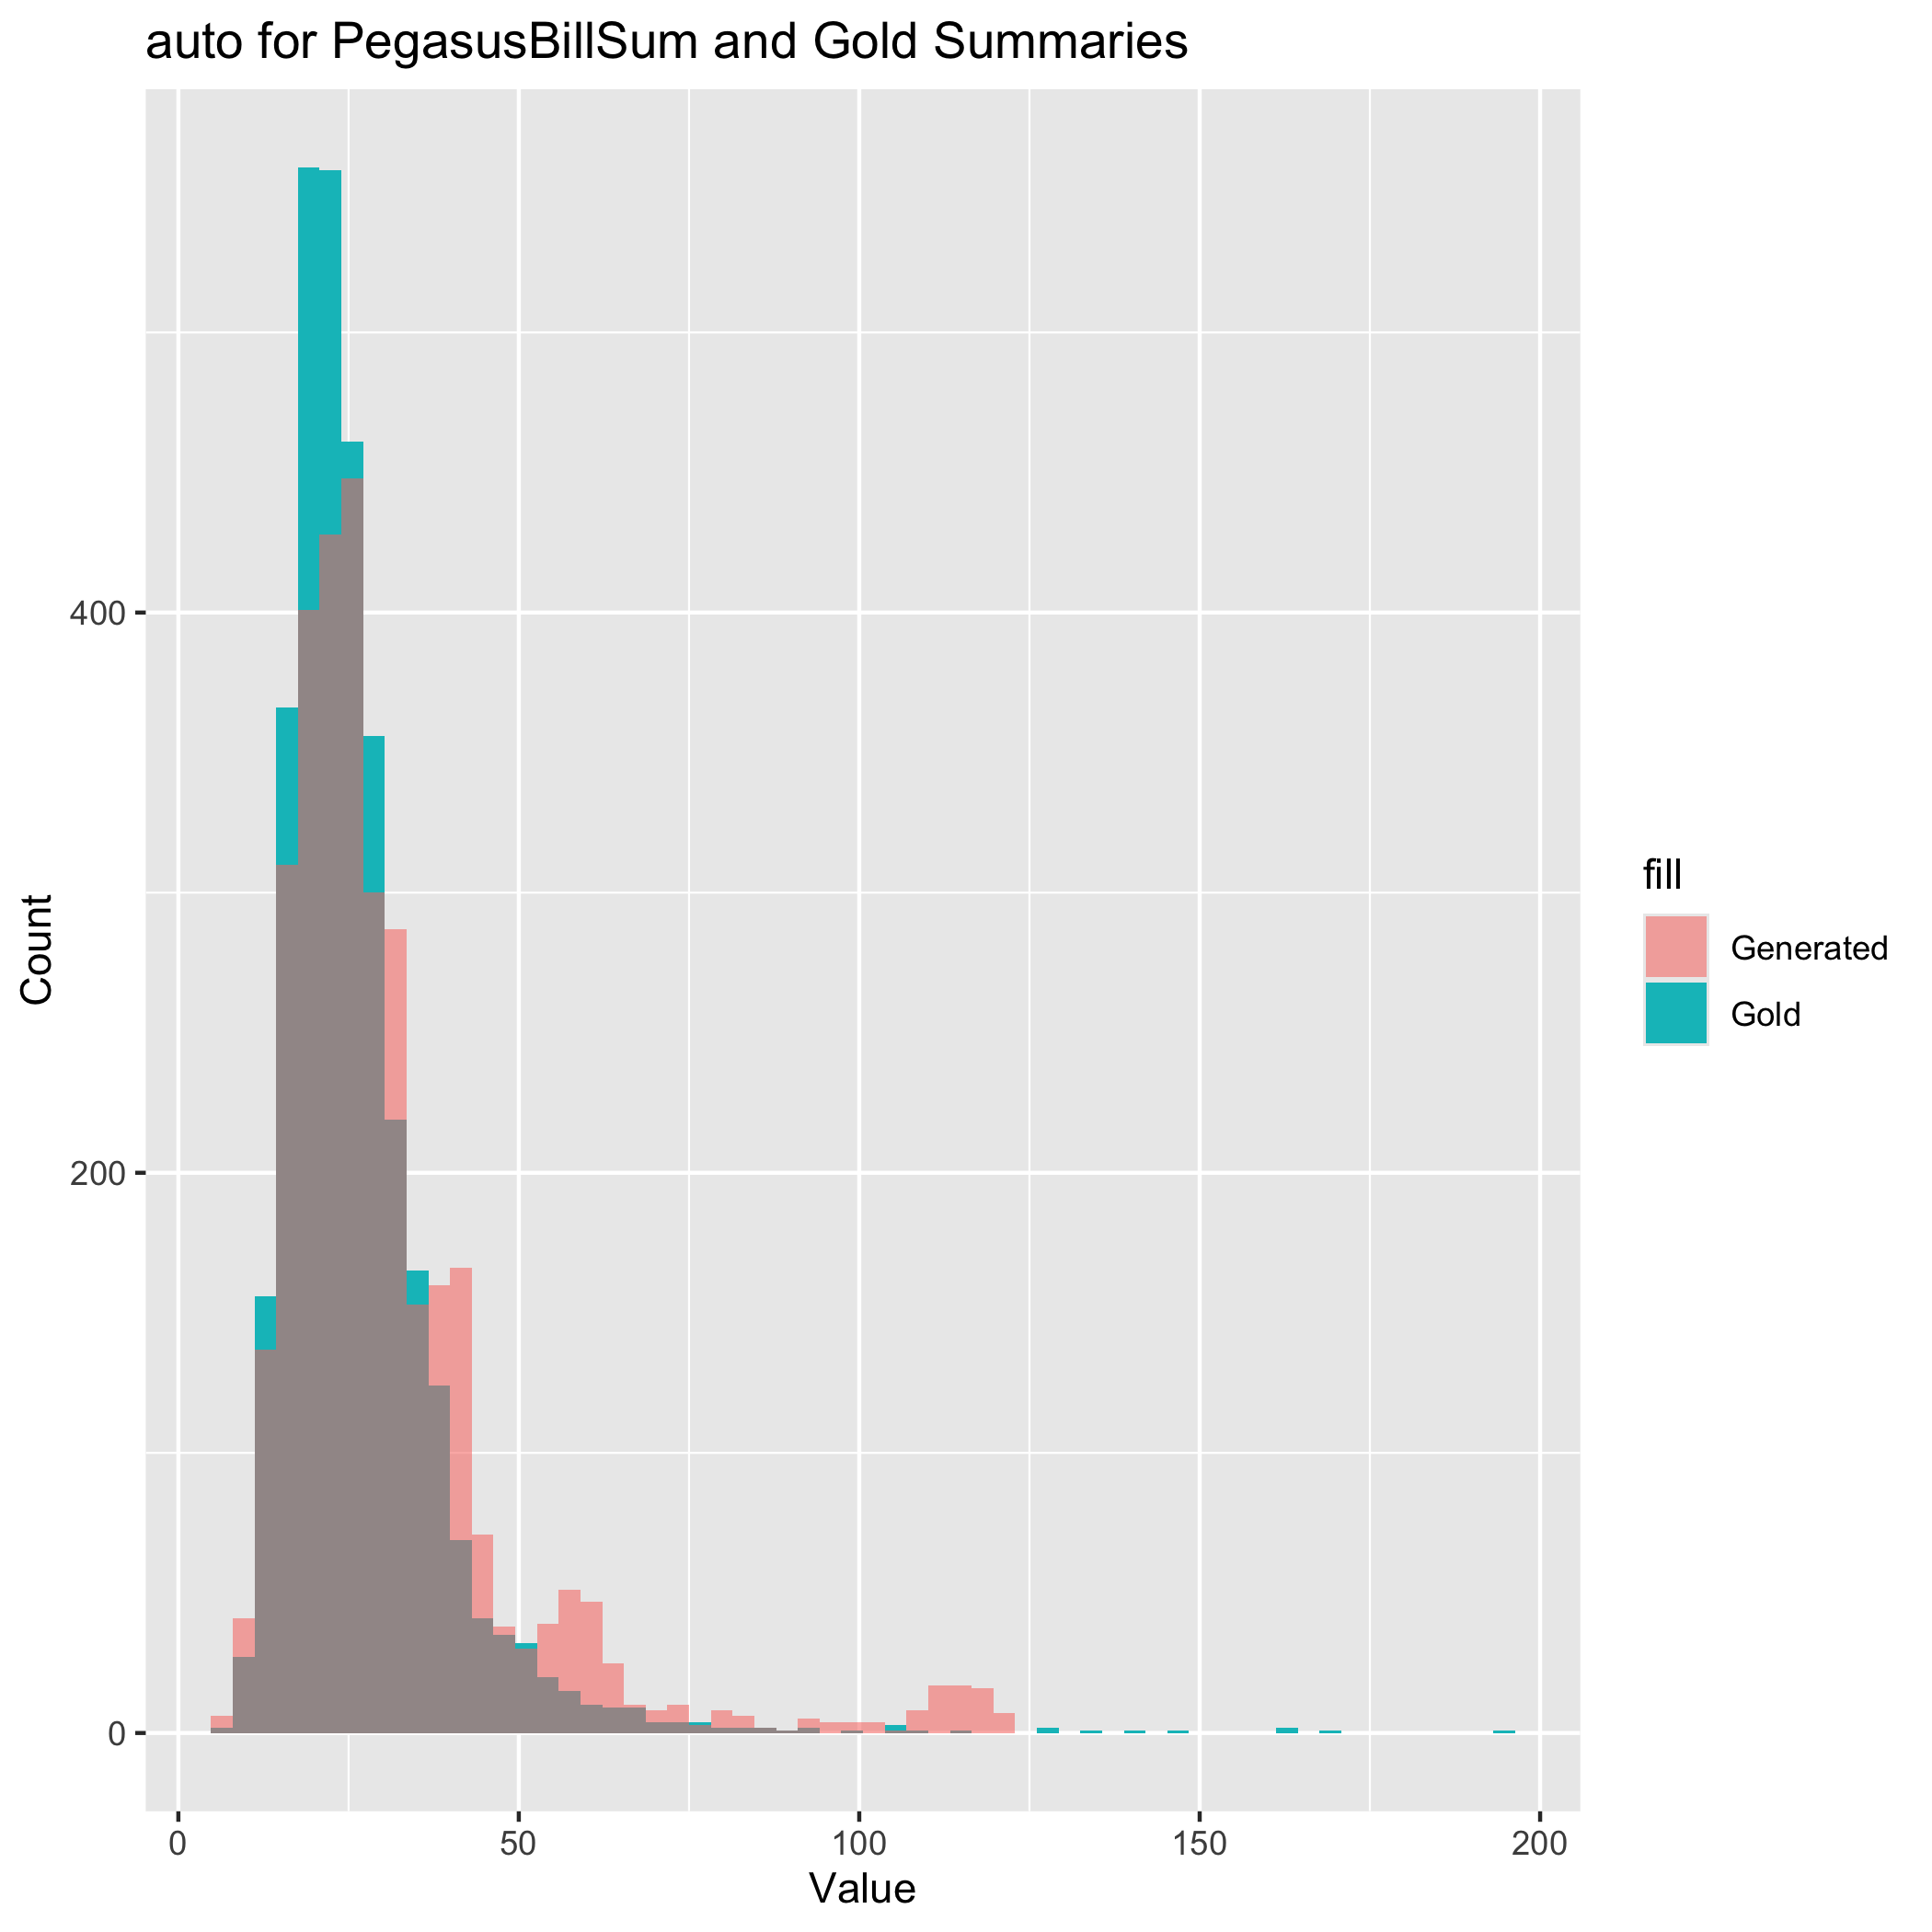 auto for PegasusBillSum and Gold Summaries
Count
400
200
0
0 50 100 150 200
Value
fill
Generated
Gold